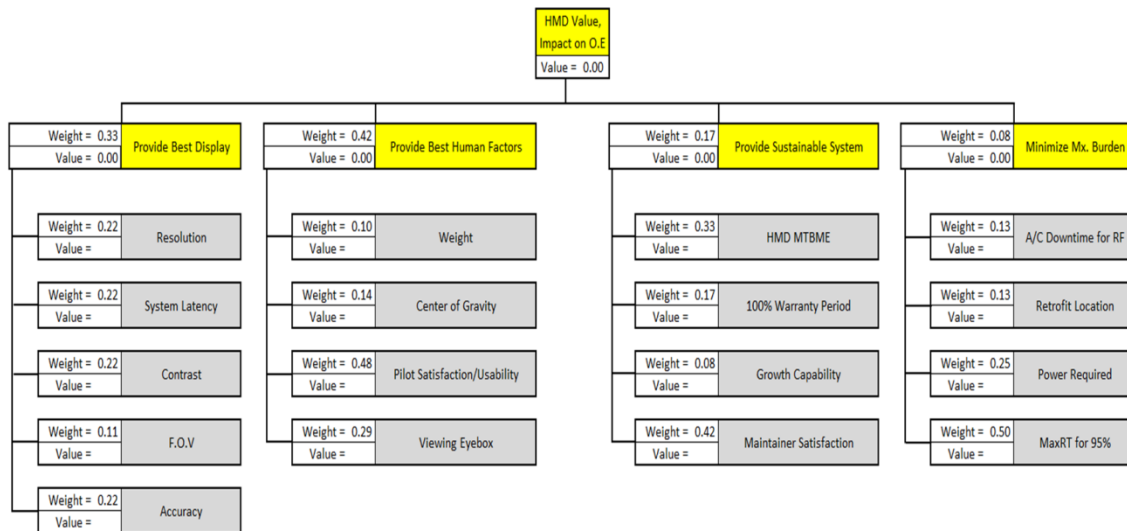 HMD Value,
Impact on O.E
Value = 0.00
Weight = 0.33
Value = 0.00
Provide Best Display
Weight = 0.22
Value =
Resolution
Weight = 0.22
Value =
System Latency
Weight = 0.22
Value =
Contrast
Weight = 0.11
Value =
F.O.V
Weight = 0.22
Value =
Accuracy
Weight = 0.42
Value = 0.00
Provide Best Human Factors
Weight = 0.10
Value =
Weight
Weight = 0.14
Value =
Center of Gravity
Weight = 0.48
Value =
Pilot Satisfaction/Usability
Weight = 0.29
Value =
Viewing Eyebox
Weight = 0.17
Value = 0.00
Provide Sustainable System
Weight = 0.33
Value =
HMD MTBME
Weight = 0.17
Value =
100% Warranty Period
Weight = 0.08
Value =
Growth Capability
Weight = 0.42
Value =
Maintainer Satisfaction
Weight = 0.08
Value = 0.00
Minimize Mx. Burden
Weight = 0.13
Value =
A/C Downtime for RF
Weight = 0.13
Value =
Retrofit Location
Weight = 0.25
Value =
Power Required
Weight = 0.50
Value =
MaxRT for 95%